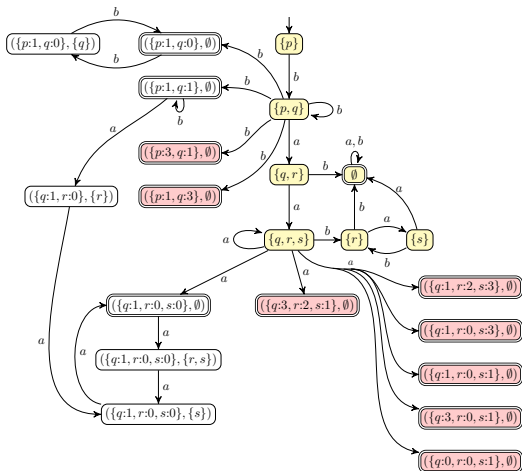 b
({p:1, q:0}, {q})
({p:1, q:0}, ∅)
{p}
b
b
b
({p:1, q:1}, ∅)
b
b
{p, q}
b
b
({p:3, q:1}, ∅)
b
a
a
({p:1, q:3}, ∅)
{q, r}
b
∅
a, b
({q:1, r:0}, {r})
a
b
a
a
{q, r, s}
b
{r}
a
{s}
b
a
a
a
({q:1, r:2, s:3}, ∅)
({q:1, r:0, s:0}, ∅)
({q:3, r:2, s:1}, ∅)
({q:1, r:0, s:3}, ∅)
a
a
a
({q:1, r:0, s:0}, {r, s})
({q:1, r:0, s:1}, ∅)
a
({q:3, r:0, s:1}, ∅)
({q:1, r:0, s:0}, {s})
({q:0, r:0, s:1}, ∅)